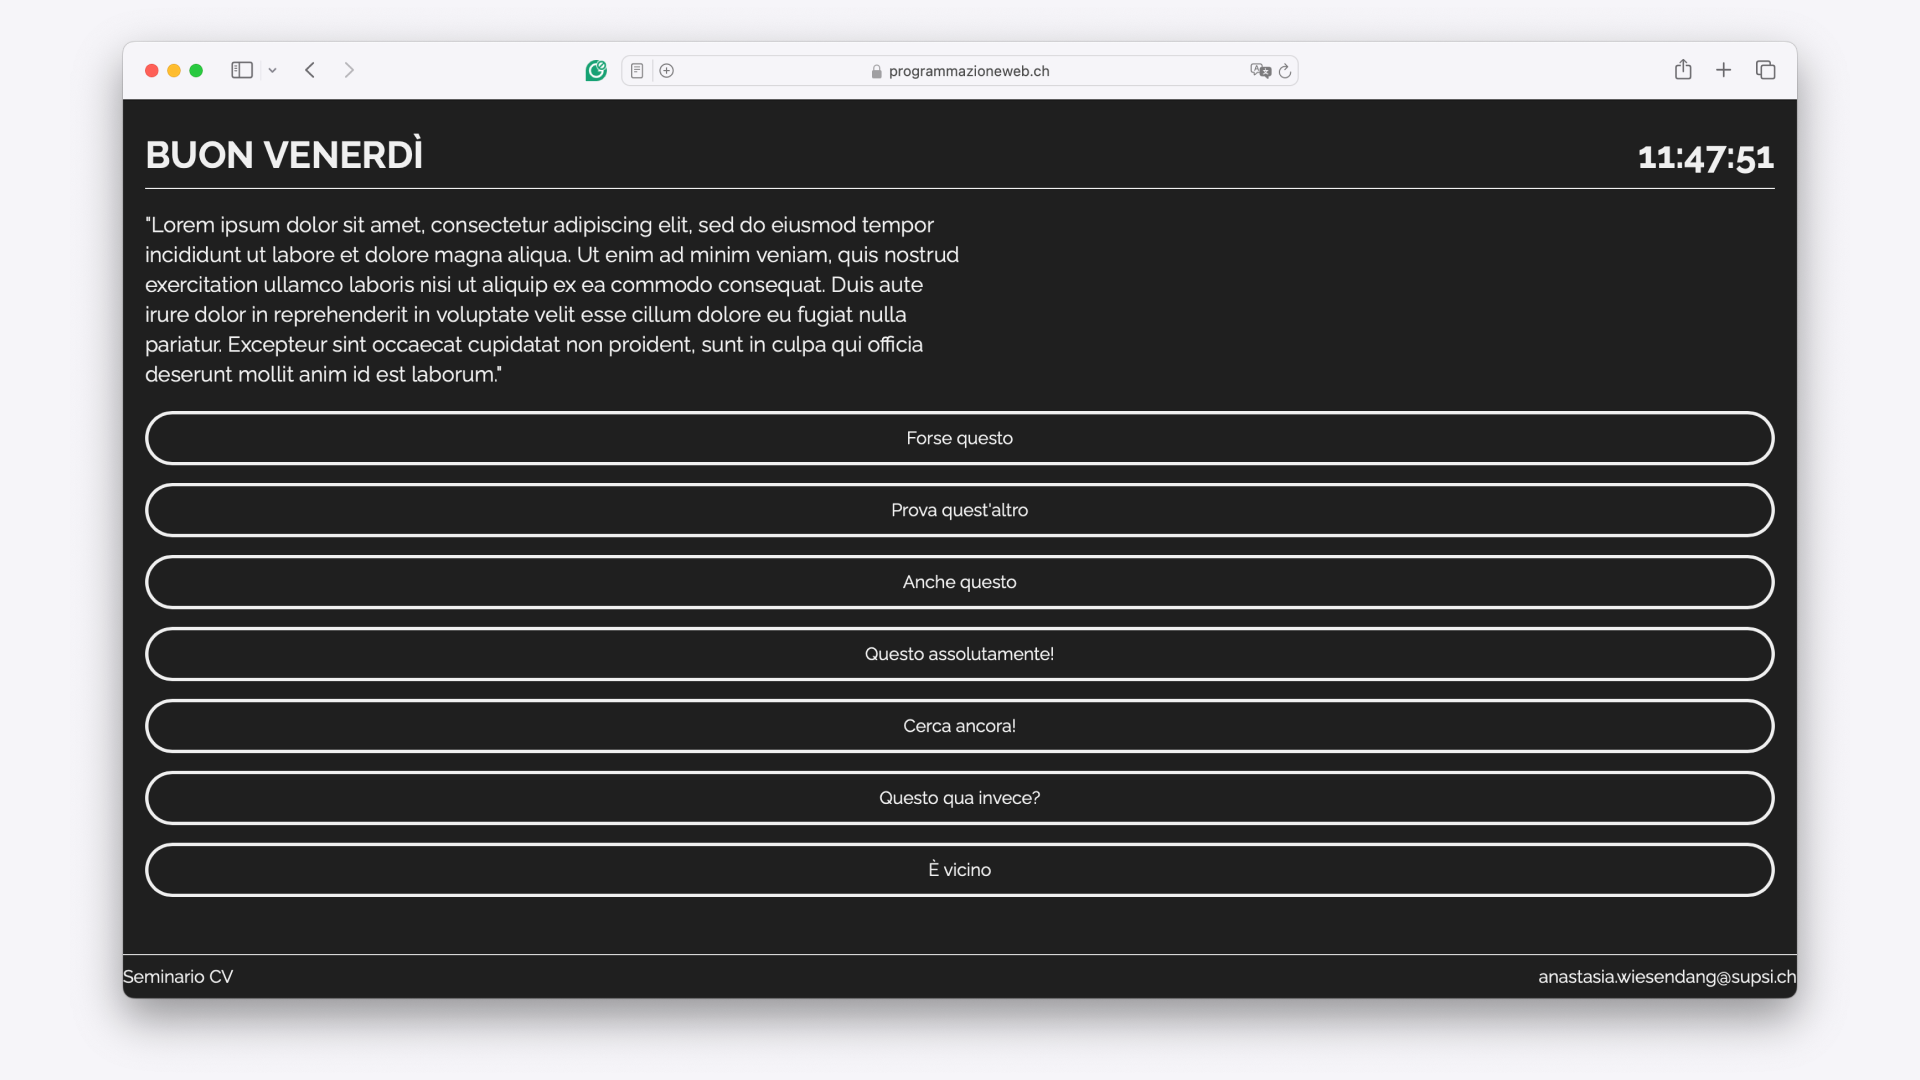 programmazioneweb.ch
BUON VENERDÌ
11:47:51
"Lorem ipsum dolor sit amet, consectetur adipiscing elit, sed do eiusmod tempor
incididunt ut labore et dolore magna aliqua. Ut enim ad minim veniam, quis nostrud
exercitation ullamco laboris nisi ut aliquip ex ea commodo consequat. Duis aute
irure dolor in reprehenderit in voluptate velit esse cillum dolore eu fugiat nulla
pariatur. Excepteur sint occaecat cupidatat non proident, sunt in culpa qui officia
deserunt mollit anim id est laborum."
Forse questo
Prova quest'altro
Anche questo
Questo assolutamente!
Cerca ancora!
Questo qua invece?
È vicino
Seminario CV
anastasia.wiesendang@supsi.ch